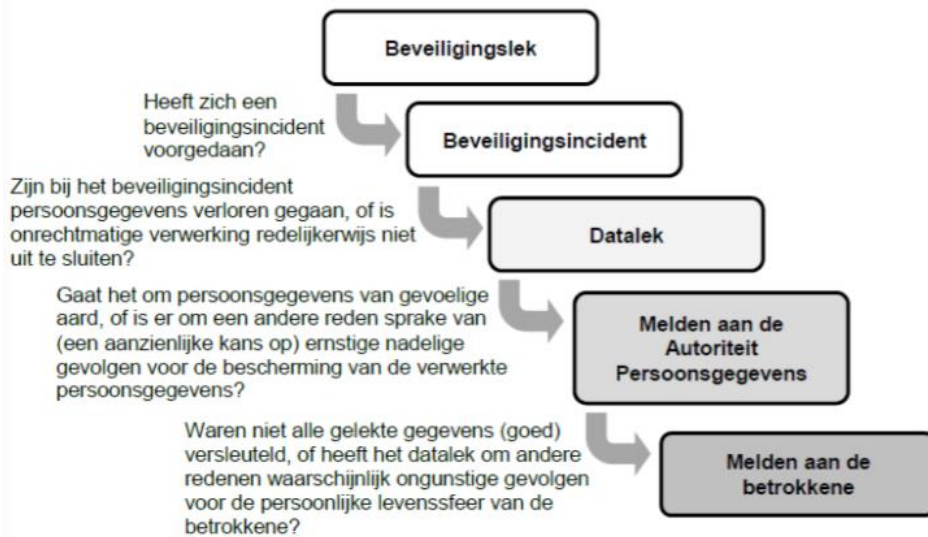 Beveiligingslek
Heeft zich een
beveiligingsincident
voorgedaan?
Beveiligingsincident
Zijn bij het beveiligingsincident
persoonsgegevens verloren gegaan, of is
onrechtmatige verwerking redelijkerwijs niet
uit te sluiten?
Datalek
Gaat het om persoonsgegevens van gevoelige
aard, of is er om een andere reden sprake van
(een aanzienlijke kans op) ernstige nadelige
gevolgen voor de bescherming van de verwerkte
persoonsgegevens?
Melden aan de
Autoriteit
Persoonsgegevens
Waren niet alle gelekte gegevens (goed)
versleuteld, of heeft het datalek om andere
redenen waarschijnlijk ongunstige gevolgen
voor de persoonlijke levenssfeer van de
betrokkene?
Melden aan de
betrokkene